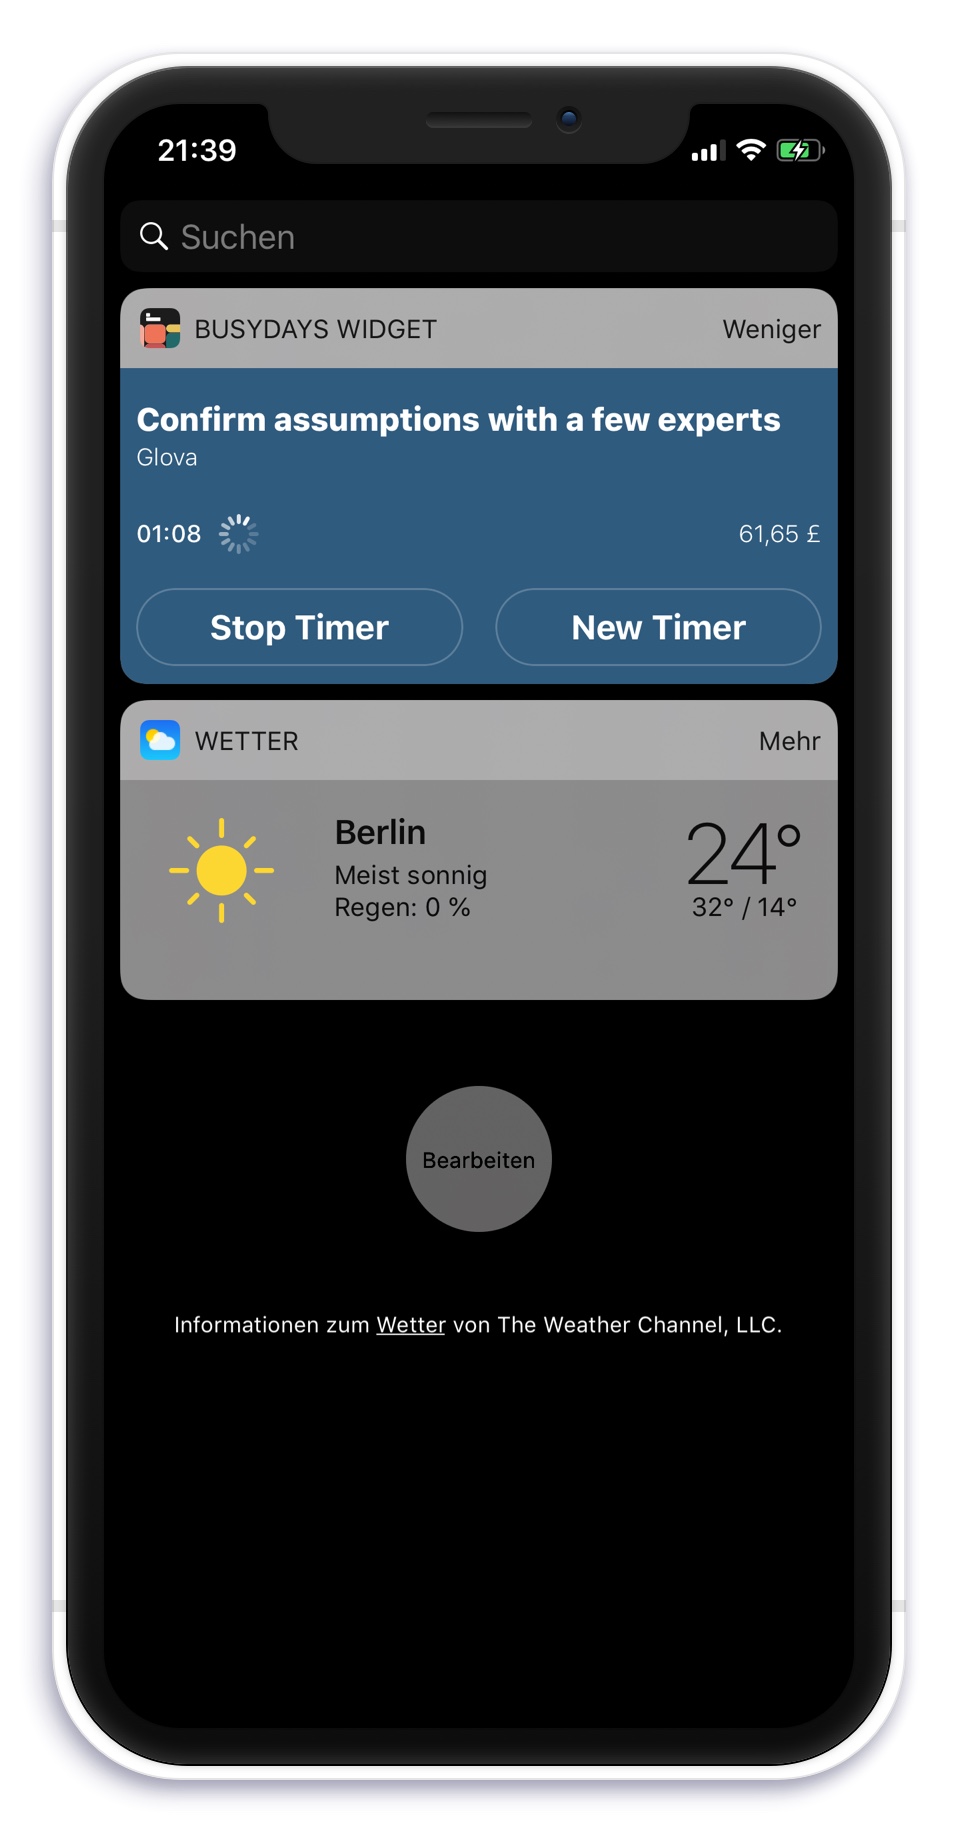 21:39
Suchen
BUSYDAYS WIDGET Weniger
Confirm assumptions with a few experts
Glova
01:08 61,65 £
Stop Timer New Timer
WETTER Mehr
Berlin 24°
Meist sonnig
Regen: 0 % 32° / 14°
Bearbeiten
Informationen zum Wetter von The Weather Channel, LLC.